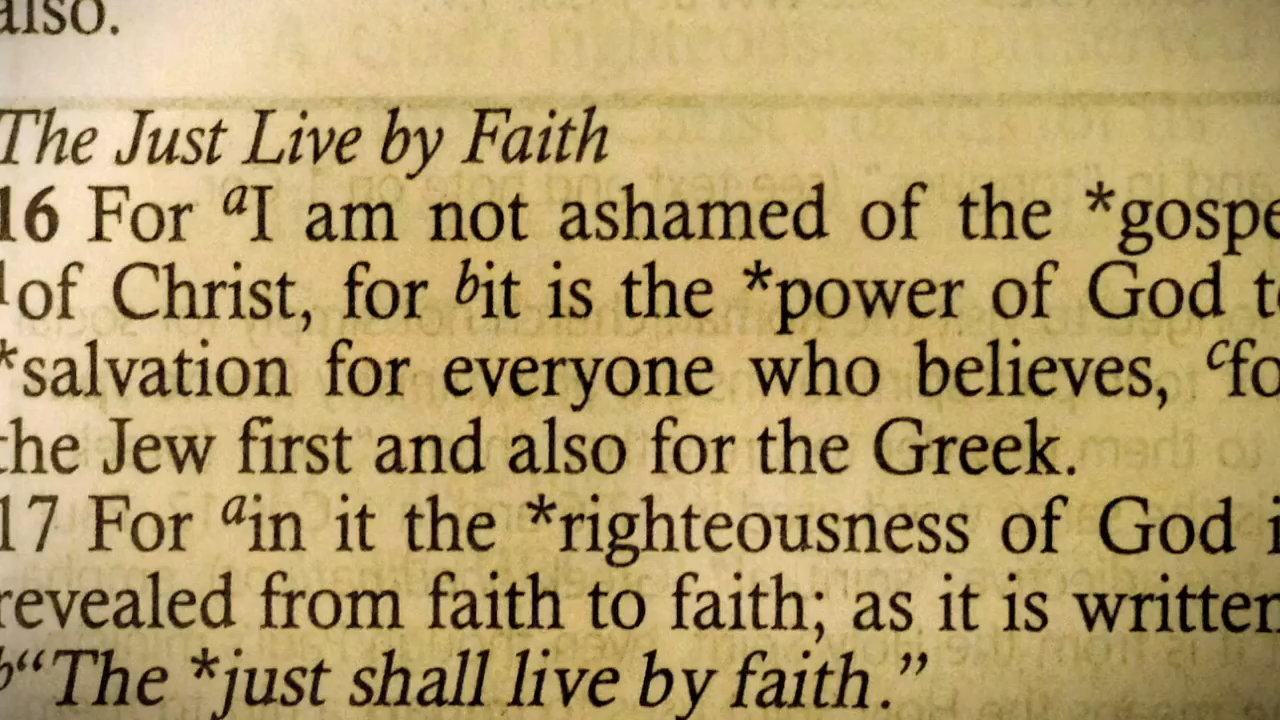 also.
The Just Live by Faith
16 For aI am not ashamed of the *gospe
1of Christ, for bit is the *power of God to
*salvation for everyone who believes, cfo
the Jew first and also for the Greek.
17 For ain it the *righteousness of God i
revealed from faith to faith; as it is written
b“The *just shall live by faith.”